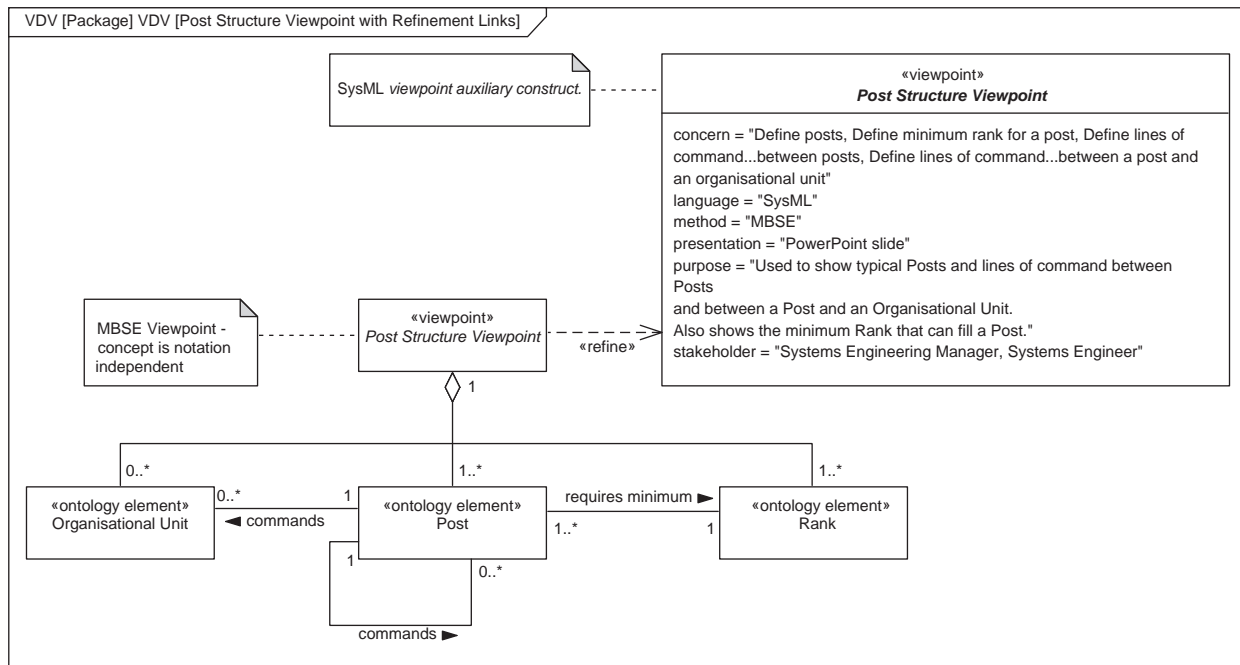 VDV [Package] VDV [Post Structure Viewpoint with Refinement Links]
SysML viewpoint auxiliary construct.
«viewpoint»
Post Structure Viewpoint
concern = "Define posts, Define minimum rank for a post, Define lines of
command...between posts, Define lines of command...between a post and
an organisational unit"
language = "SysML"
method = "MBSE"
presentation = "PowerPoint slide"
purpose = "Used to show typical Posts and lines of command between
Posts
and between a Post and an Organisational Unit.
Also shows the minimum Rank that can fill a Post."
stakeholder = "Systems Engineering Manager, Systems Engineer"
MBSE Viewpoint -
concept is notation
independent
«viewpoint»
Post Structure Viewpoint
«refine»
1
0..*
1..*
1..*
«ontology element»
Organisational Unit
0..*
1
◄ commands
«ontology element»
Post
requires minimum ►
1..*
1
«ontology element»
Rank
1
0..*
commands ►